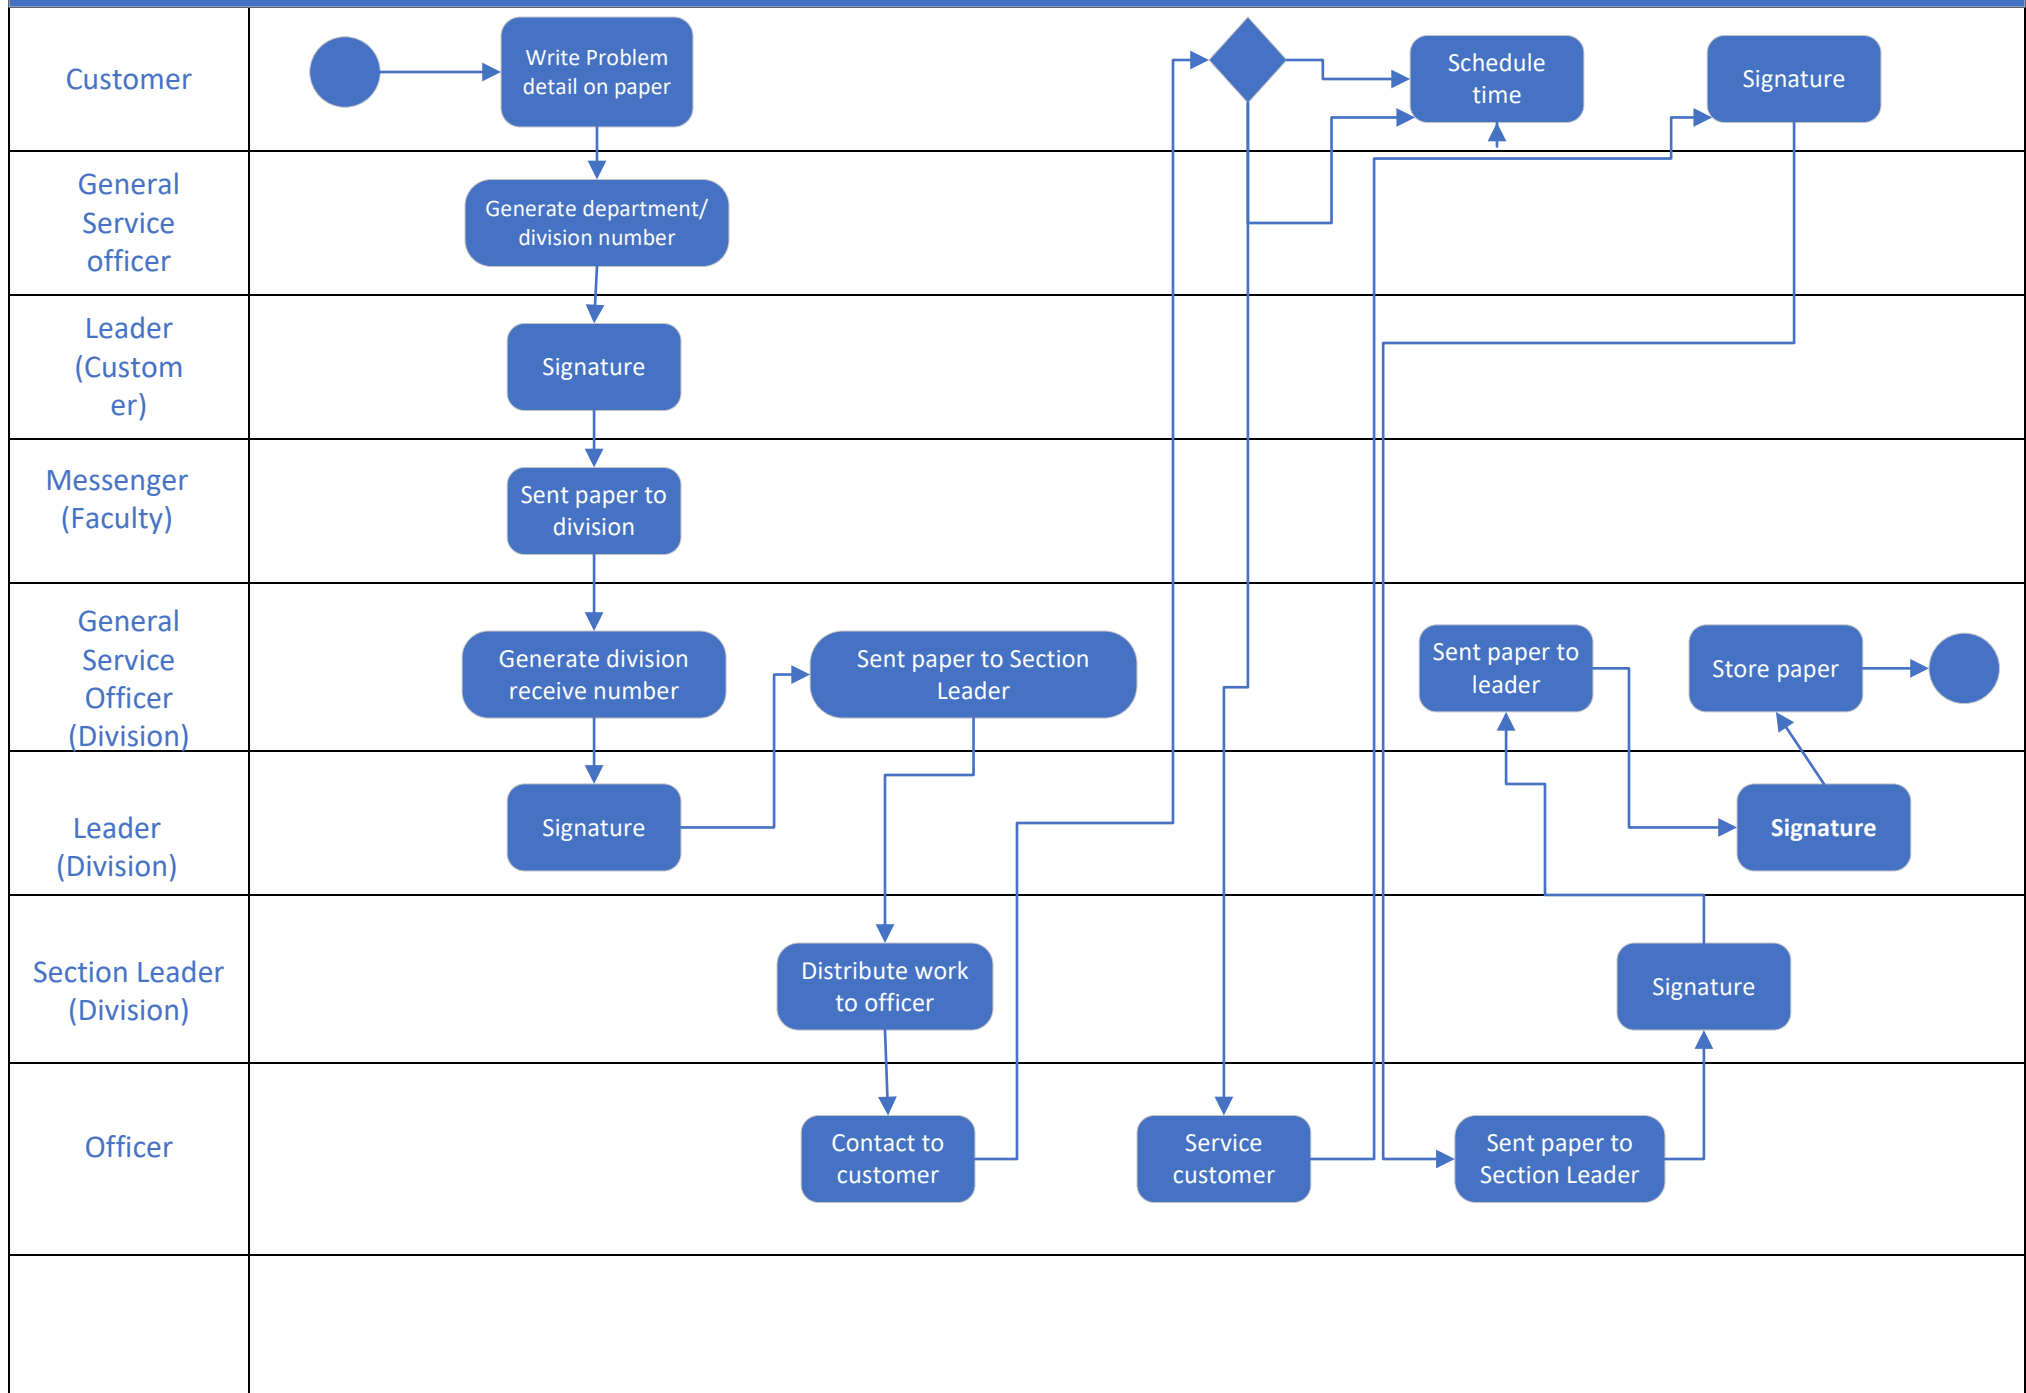 Customer
Write Problem
detail on paper
Schedule
time
Signature
General
Service
officer
Generate department/
division number
Leader
(Custom
er)
Signature
Messenger
(Faculty)
Sent paper to
division
General
Service
Officer
(Division)
Generate division
receive number
Sent paper to Section
Leader
Sent paper to
leader
Store paper
Leader
(Division)
Signature
Signature
Section Leader
(Division)
Distribute work
to officer
Signature
Officer
Contact to
customer
Service
customer
Sent paper to
Section Leader